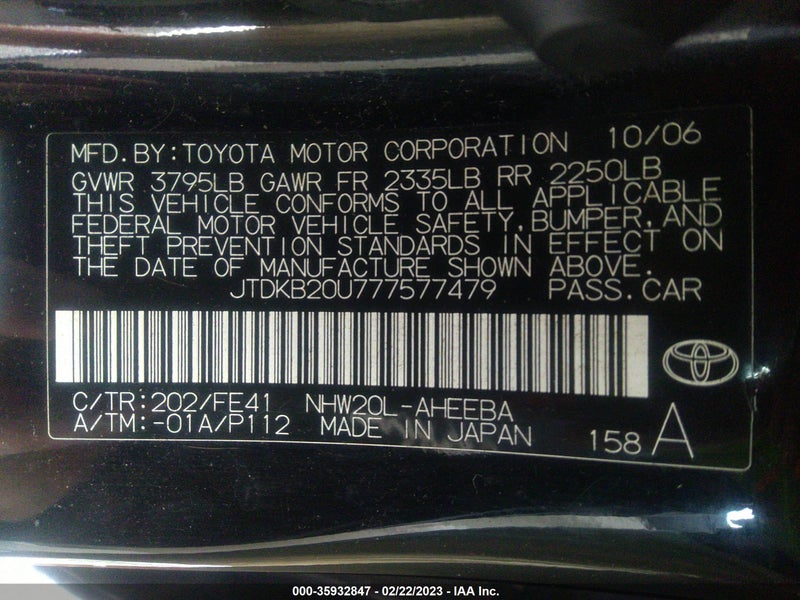 MFD.BY:TOYOTA MOTOR CORPORATION 10/06
GVWR 3795LB GAWR FR 2335LB RR 2250LB
THIS VEHICLE CONFORMS TO ALL APPLICABLE
FEDERAL MOTOR VEHICLE SAFETY,BUMPER,AND
THEFT PREVENTION STANDARDS IN EFFECT ON
THE DATE OF MANUFACTURE SHOWN ABOVE.
JTDKB20U777577479 PASS.CAR
C/TR:202/FE41 NHW20L-AHEEBA
A/TM:-01A/P112 MADE IN JAPAN 158 A
000-35932847 - 02/22/2023 - IAA Inc.